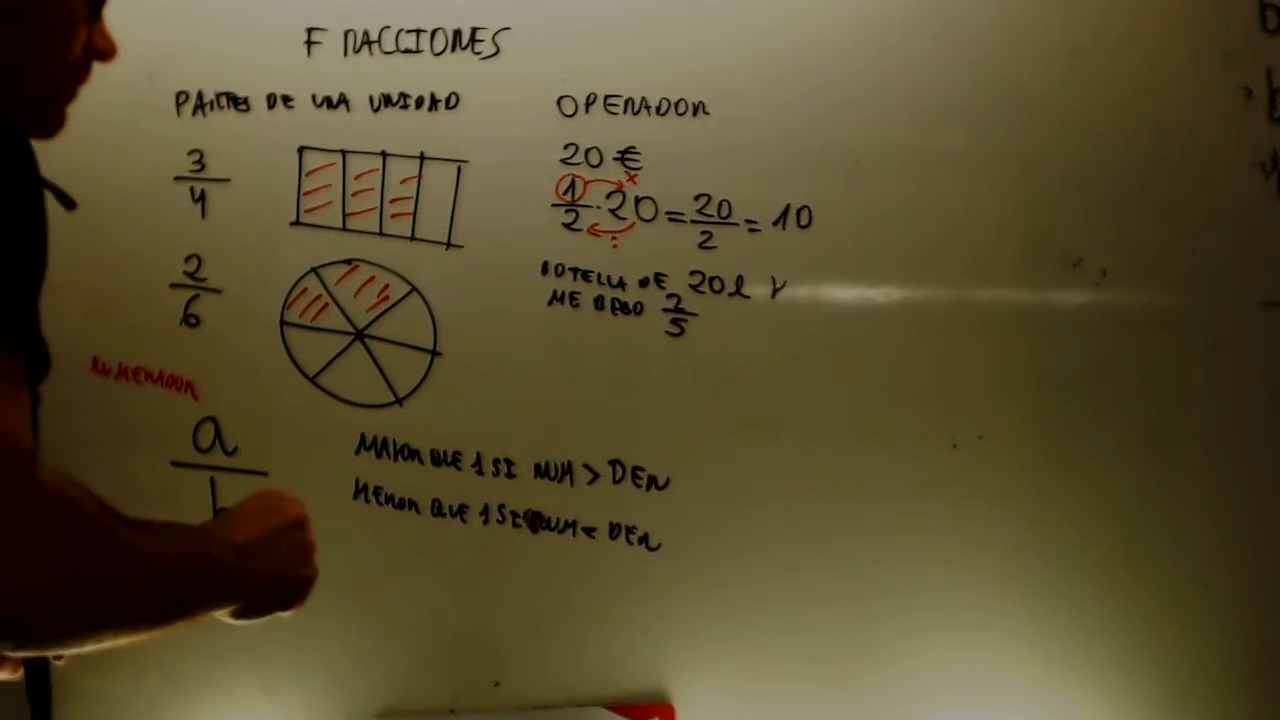 FRACCIONES
PARTES DE UNA UNIDAD
3/4
2/6
NUMERADOR
a
b
MAYOR QUE 1 SI NUM > DEN
MENOR QUE 1 SI NUM < DEN
OPERADOR
20 €
x
1/2 · 20 = 20/2 = 10
:
BOTELLA DE 20 l Y
ME BEBO 2/5